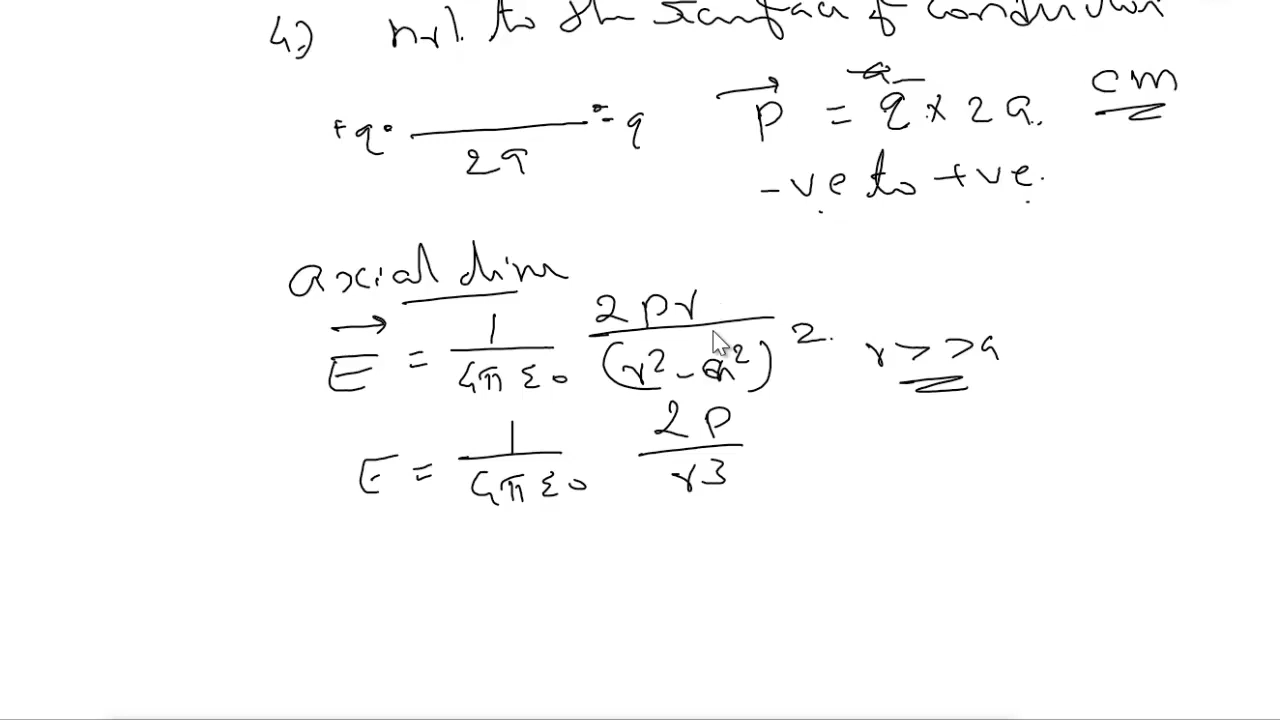 4.) nrl. to the surface of conductor
+q. 2a - q
p = q × 2a. cm
-ve to +ve.
axial line
E = 1/4πε0 2pr/(r² - a²)² r >> a
E = 1/4πε0 2p/r3